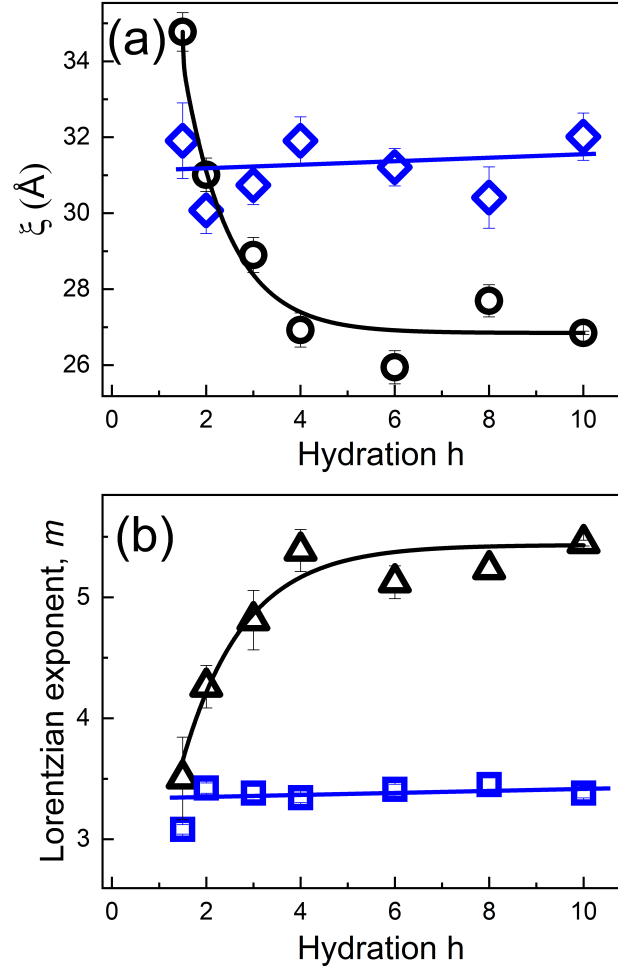 (a)
34
32
30
28
26
ξ (Å)
0 2 4 6 8 10
Hydration h
(b)
5
4
3
Lorentzian exponent, m
0 2 4 6 8 10
Hydration h